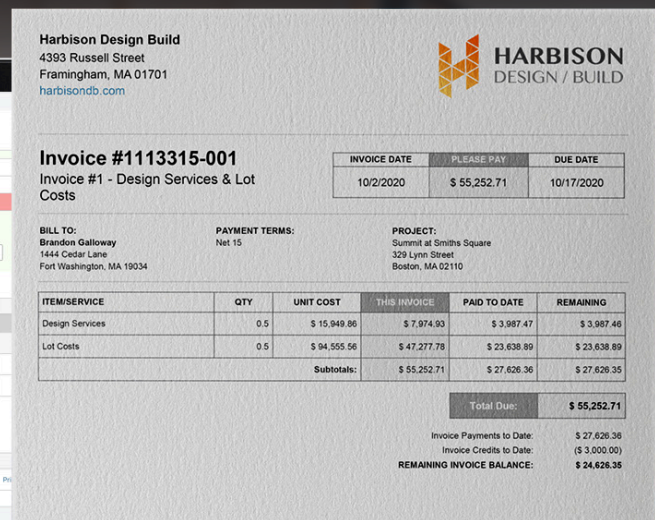 Harbison Design Build
4393 Russell Street
Framingham, MA 01701
harbisondb.com
HARBISON
DESIGN / BUILD
Invoice #1113315-001
Invoice #1 - Design Services & Lot
Costs
INVOICE DATE PLEASE PAY DUE DATE
10/2/2020 $ 55,252.71 10/17/2020
BILL TO: PAYMENT TERMS: PROJECT:
Brandon Galloway Net 15 Summit at Smiths Square
1444 Cedar Lane 329 Lynn Street
Fort Washington, MA 19034 Boston, MA 02110
ITEM/SERVICE QTY UNIT COST THIS INVOICE PAID TO DATE REMAINING
Design Services 0.5 $ 15,949.86 $ 7,974.93 $ 3,987.47 $ 3,987.46
Lot Costs 0.5 $ 94,555.56 $ 47,277.78 $ 23,638.89 $ 23,638.89
Subtotals: $ 55,252.71 $ 27,626.36 $ 27,626.35
Total Due: $ 55,252.71
Invoice Payments to Date: $ 27,626.36
Invoice Credits to Date: ($ 3,000.00)
REMAINING INVOICE BALANCE: $ 24,626.35